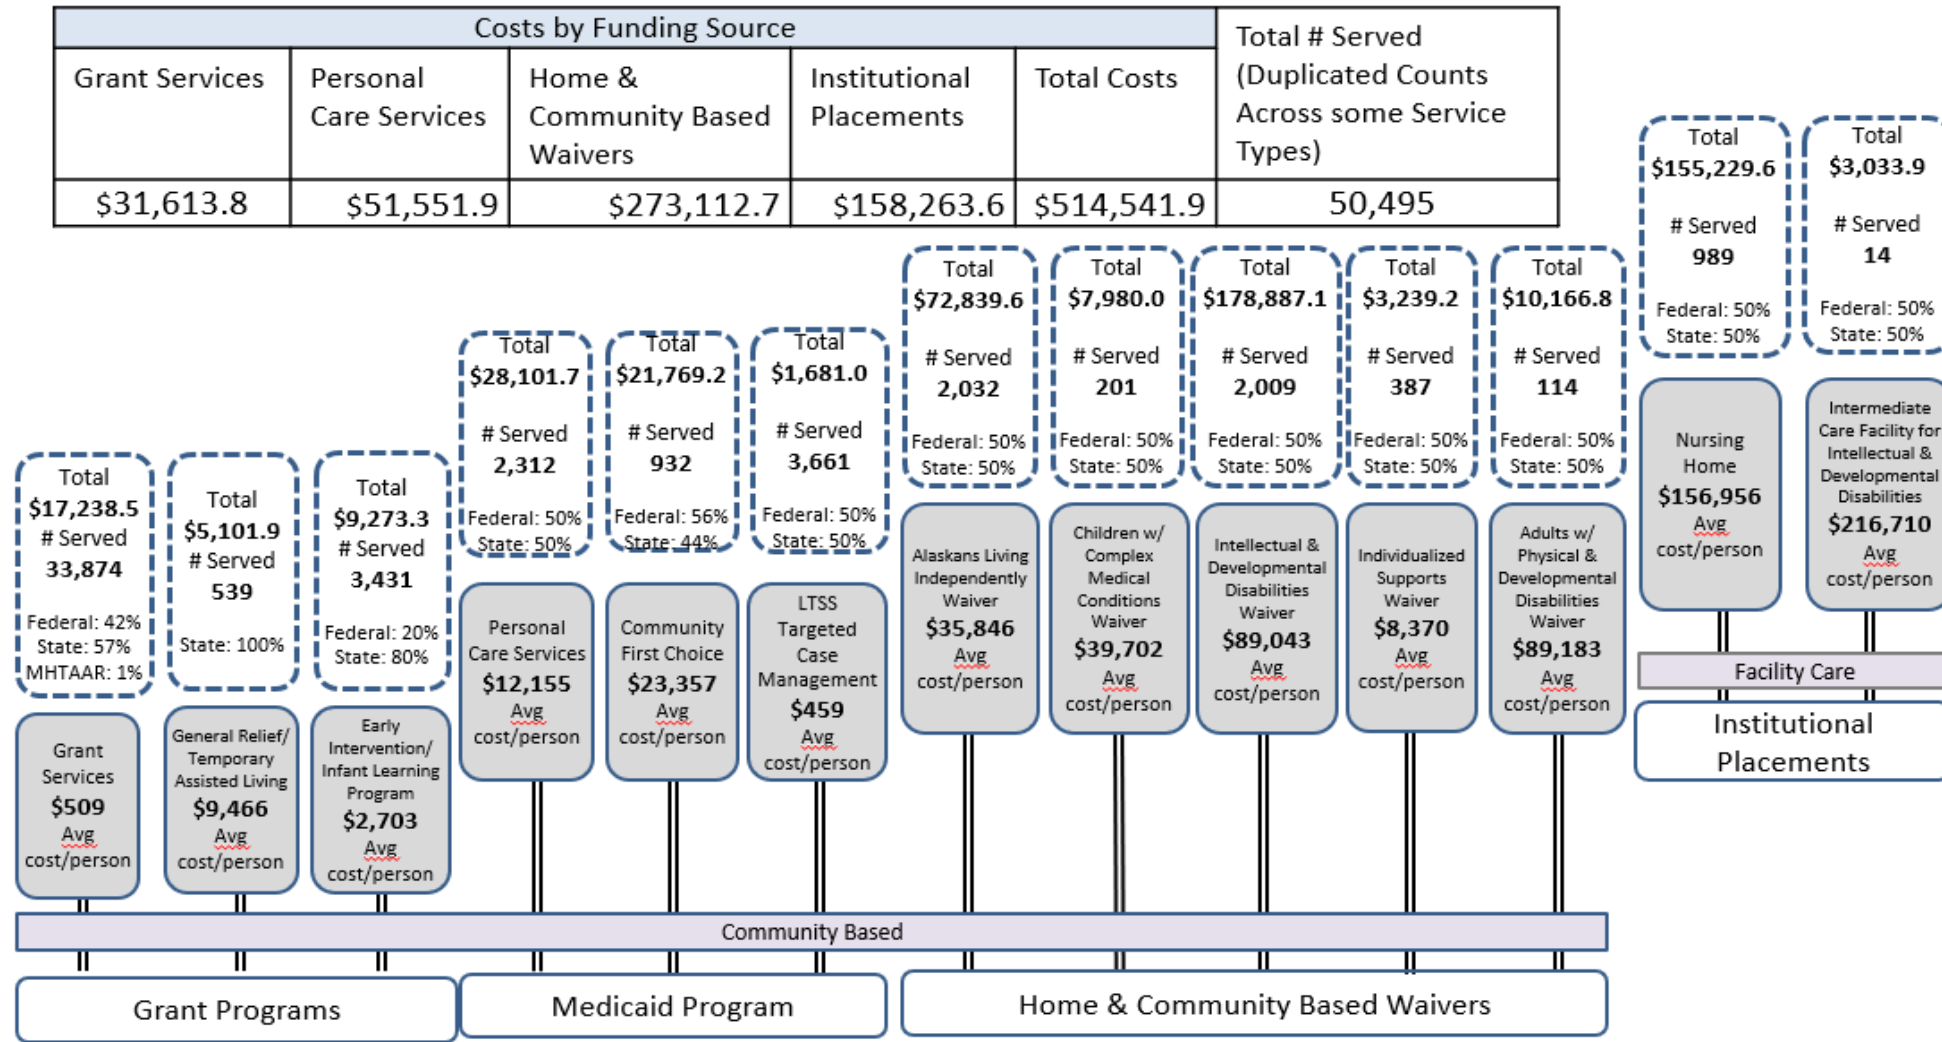 Costs by Funding Source
Total # Served
(Duplicated Counts
Across some Service
Types)
Grant Services
Personal
Care Services
Home &
Community Based
Waivers
Institutional
Placements
Total Costs
$31,613.8
$51,551.9
$273,112.7
$158,263.6
$514,541.9
50,495
Total
$17,238.5
# Served
33,874
Federal: 42%
State: 57%
MHTAAR: 1%
Grant
Services
$509
Avg
cost/person
Total
$5,101.9
# Served
539
State: 100%
General Relief/
Temporary
Assisted Living
$9,466
Avg
cost/person
Total
$9,273.3
# Served
3,431
Federal: 20%
State: 80%
Early
Intervention/
Infant Learning
Program
$2,703
Avg
cost/person
Total
$28,101.7
# Served
2,312
Federal: 50%
State: 50%
Personal
Care Services
$12,155
Avg
cost/person
Total
$21,769.2
# Served
932
Federal: 56%
State: 44%
Community
First Choice
$23,357
Avg
cost/person
Total
$1,681.0
# Served
3,661
Federal: 50%
State: 50%
LTSS
Targeted
Case
Management
$459
Avg
cost/person
Total
$72,839.6
# Served
2,032
Federal: 50%
State: 50%
Alaskans Living
Independently
Waiver
$35,846
Avg
cost/person
Total
$7,980.0
# Served
201
Federal: 50%
State: 50%
Children w/
Complex
Medical
Conditions
Waiver
$39,702
Avg
cost/person
Total
$178,887.1
# Served
2,009
Federal: 50%
State: 50%
Intellectual &
Developmental
Disabilities
Waiver
$89,043
Avg
cost/person
Total
$3,239.2
# Served
387
Federal: 50%
State: 50%
Individualized
Supports
Waiver
$8,370
Avg
cost/person
Total
$10,166.8
# Served
114
Federal: 50%
State: 50%
Adults w/
Physical &
Developmental
Disabilities
Waiver
$89,183
Avg
cost/person
Total
$155,229.6
# Served
989
Federal: 50%
State: 50%
Nursing
Home
$156,956
Avg
cost/person
Total
$3,033.9
# Served
14
Federal: 50%
State: 50%
Intermediate
Care Facility for
Intellectual &
Developmental
Disabilities
$216,710
Avg
cost/person
Facility Care
Institutional
Placements
Community Based
Grant Programs
Medicaid Program
Home & Community Based Waivers